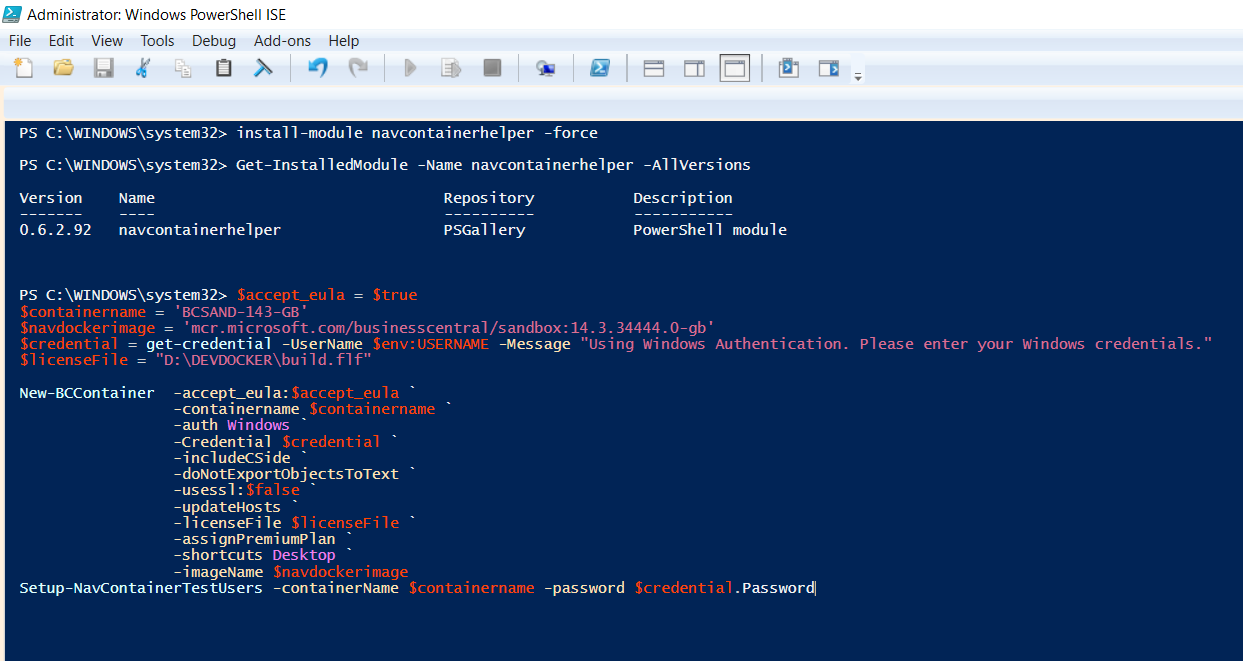 Administrator: Windows PowerShell ISE
File Edit View Tools Debug Add-ons Help
PS C:\WINDOWS\system32> install-module navcontainerhelper -force
PS C:\WINDOWS\system32> Get-InstalledModule -Name navcontainerhelper -AllVersions
Version Name Repository Description
------- ---- ---------- -----------
0.6.2.92 navcontainerhelper PSGallery PowerShell module
PS C:\WINDOWS\system32> $accept_eula = $true
$containername = 'BCSAND-143-GB'
$navdockerimage = 'mcr.microsoft.com/businesscentral/sandbox:14.3.34444.0-gb'
$credential = get-credential -UserName $env:USERNAME -Message "Using Windows Authentication. Please enter your Windows credentials."
$licenseFile = "D:\DEVDOCKER\build.flf"
New-BCContainer -accept_eula:$accept_eula `
-containername $containername `
-auth Windows `
-Credential $credential `
-includeCSide `
-doNotExportObjectsToText `
-usessl:$false `
-updateHosts `
-licenseFile $licenseFile `
-assignPremiumPlan `
-shortcuts Desktop `
-imageName $navdockerimage
Setup-NavContainerTestUsers -containerName $containername -password $credential.Password